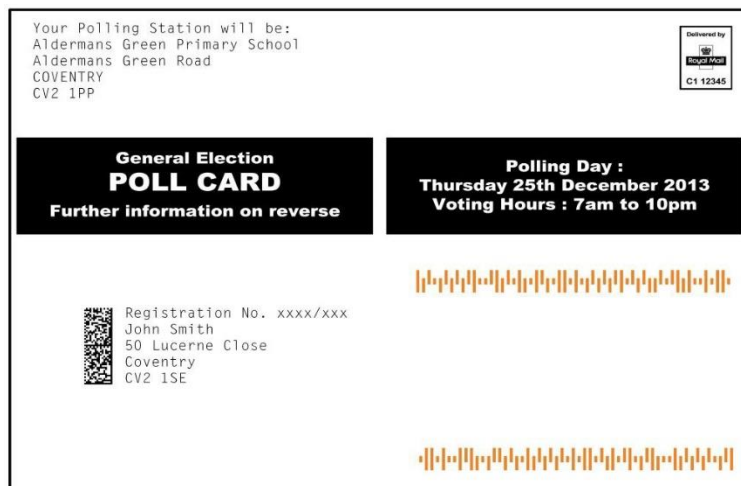 Your Polling Station will be:
Aldermans Green Primary School
Aldermans Green Road
COVENTRY
CV2 1PP
Delivered by
Royal Mail
C1 12345
General Election
POLL CARD
Further information on reverse
Polling Day :
Thursday 25th December 2013
Voting Hours : 7am to 10pm
Registration No. xxxx/xxx
John Smith
50 Lucerne Close
Coventry
CV2 1SE